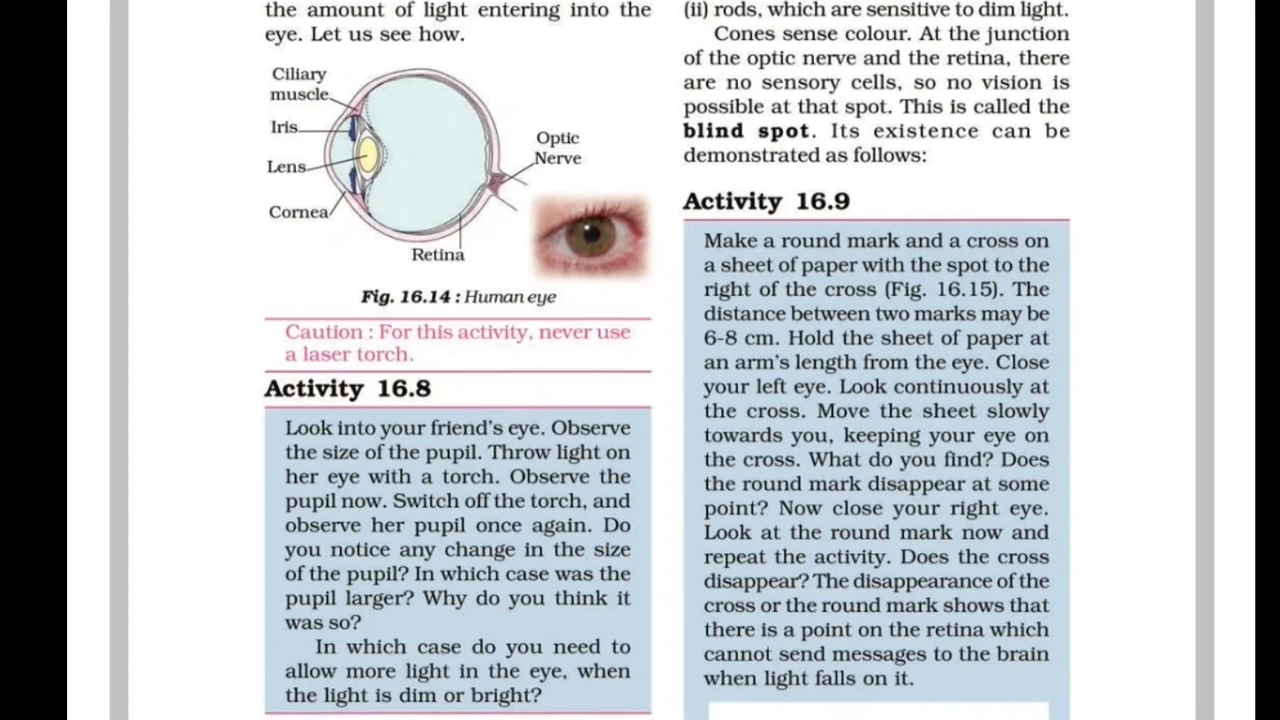 the amount of light entering into the
eye. Let us see how.
Ciliary
muscle
Iris
Lens
Cornea
Optic
Nerve
Retina
Fig. 16.14 : Human eye
Caution : For this activity, never use
a laser torch.
Activity 16.8
Look into your friend's eye. Observe
the size of the pupil. Throw light on
her eye with a torch. Observe the
pupil now. Switch off the torch, and
observe her pupil once again. Do
you notice any change in the size
of the pupil? In which case was the
pupil larger? Why do you think it
was so?
In which case do you need to
allow more light in the eye, when
the light is dim or bright?
(ii) rods, which are sensitive to dim light.
Cones sense colour. At the junction
of the optic nerve and the retina, there
are no sensory cells, so no vision is
possible at that spot. This is called the
blind spot. Its existence can be
demonstrated as follows:
Activity 16.9
Make a round mark and a cross on
a sheet of paper with the spot to the
right of the cross (Fig. 16.15). The
distance between two marks may be
6-8 cm. Hold the sheet of paper at
an arm's length from the eye. Close
your left eye. Look continuously at
the cross. Move the sheet slowly
towards you, keeping your eye on
the cross. What do you find? Does
the round mark disappear at some
point? Now close your right eye.
Look at the round mark now and
repeat the activity. Does the cross
disappear? The disappearance of the
cross or the round mark shows that
there is a point on the retina which
cannot send messages to the brain
when light falls on it.